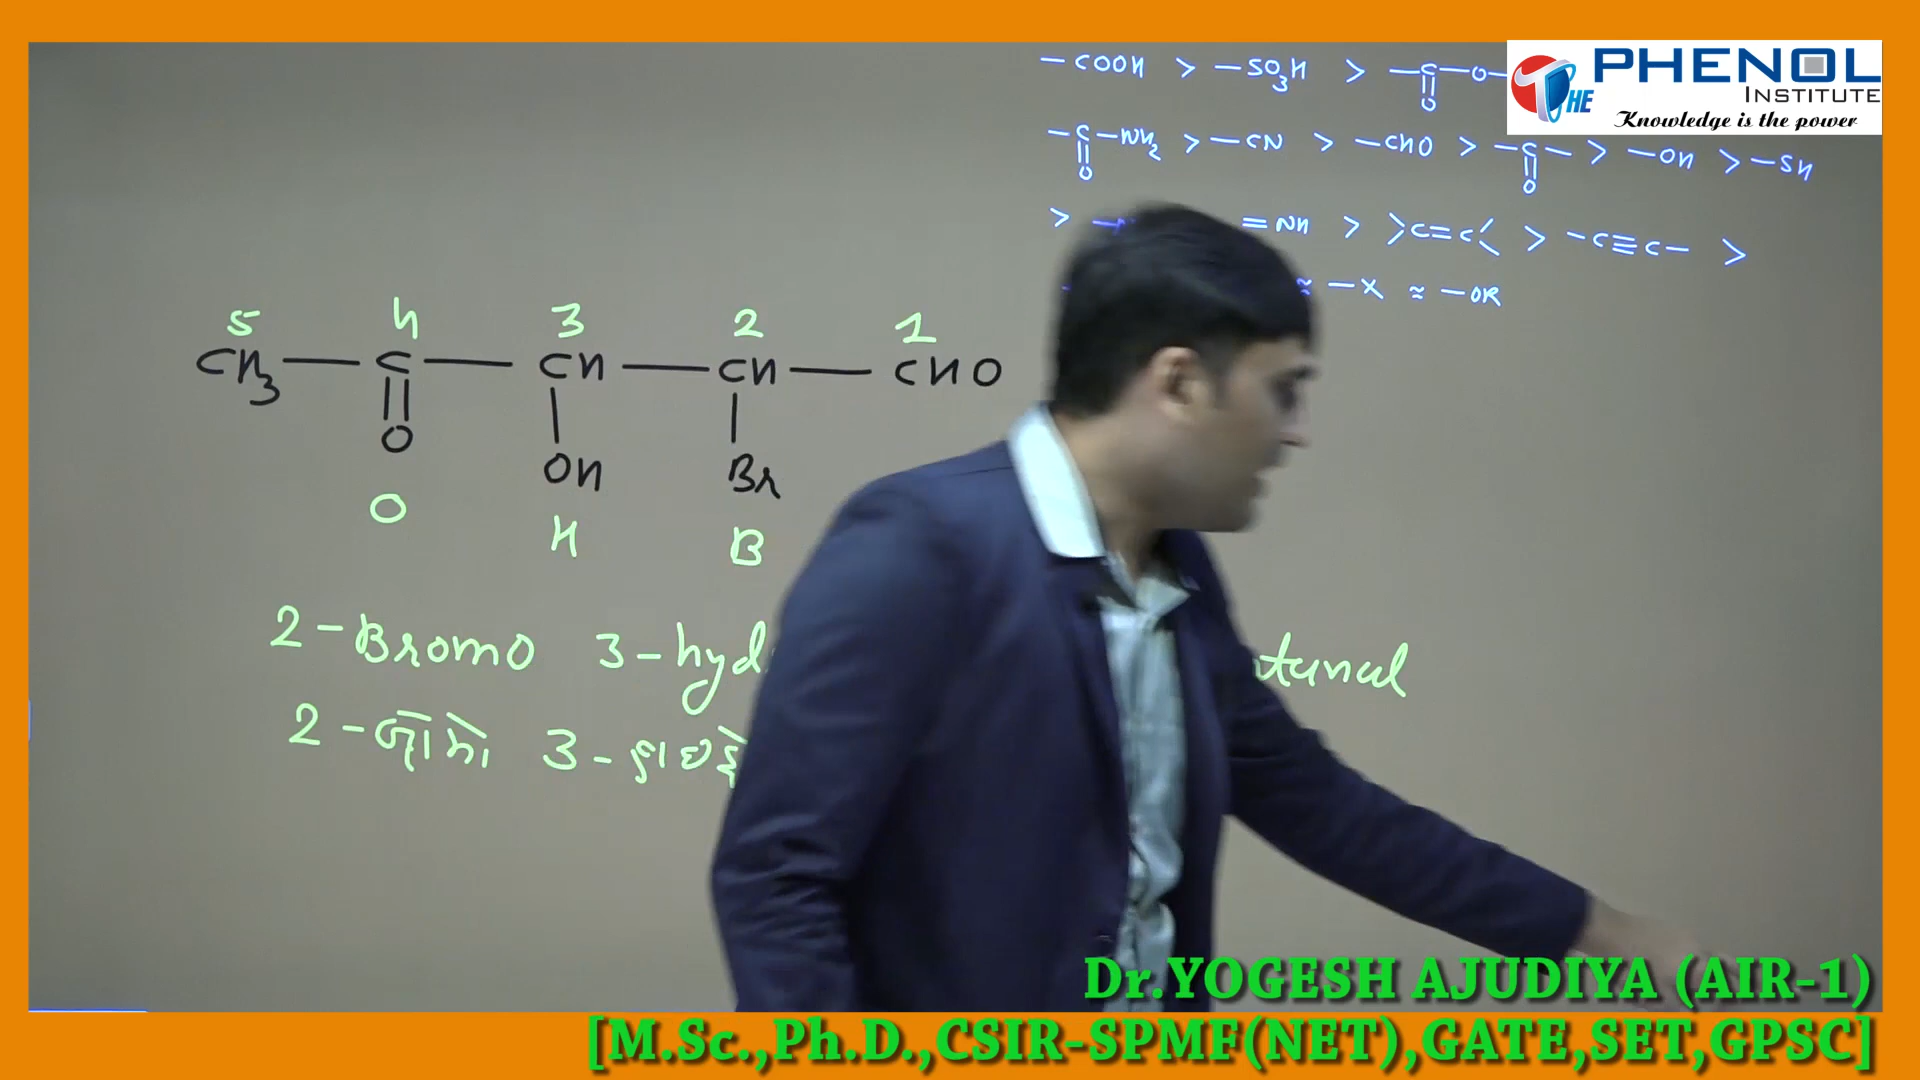 THE PHENOL
INSTITUTE
Knowledge is the power
-COOH > -SO3H > -C-O-
O
-C-NH2 > -CN > -CHO > -C- > -OH > -SH
O O
> =NH > >C=C< > -C≡C- >
≈ -X ≈ -OR
5 4 3 2 1
CH3 - C - CH - CH - CHO
O OH Br
O H B
2-Bromo 3-hyd tanal
2-બ્રોમો 3-હાઇડ્રો
Dr.YOGESH AJUDIYA (AIR-1)
[M.Sc.,Ph.D.,CSIR-SPMF(NET),GATE,SET,GPSC]